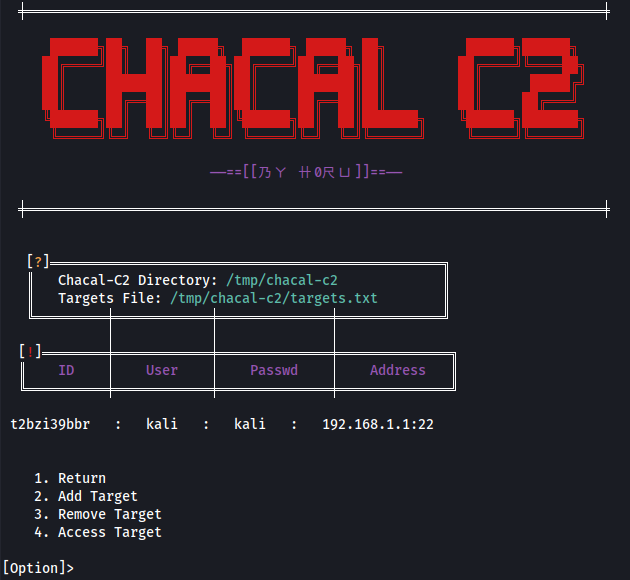 CHACAL C2
——==[[乃ㄚ 卄0尺ㄩ]]==——
[?]
Chacal-C2 Directory: /tmp/chacal-c2
Targets File: /tmp/chacal-c2/targets.txt
[!]
ID User Passwd Address
t2bzi39bbr : kali : kali : 192.168.1.1:22
1. Return
2. Add Target
3. Remove Target
4. Access Target
[Option]>